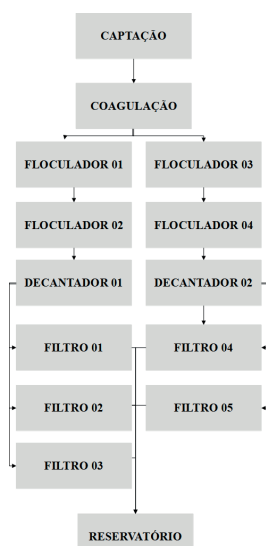 CAPTAÇÃO
COAGULAÇÃO
FLOCULADOR 01
FLOCULADOR 03
FLOCULADOR 02
FLOCULADOR 04
DECANTADOR 01
DECANTADOR 02
FILTRO 01
FILTRO 04
FILTRO 02
FILTRO 05
FILTRO 03
RESERVATÓRIO